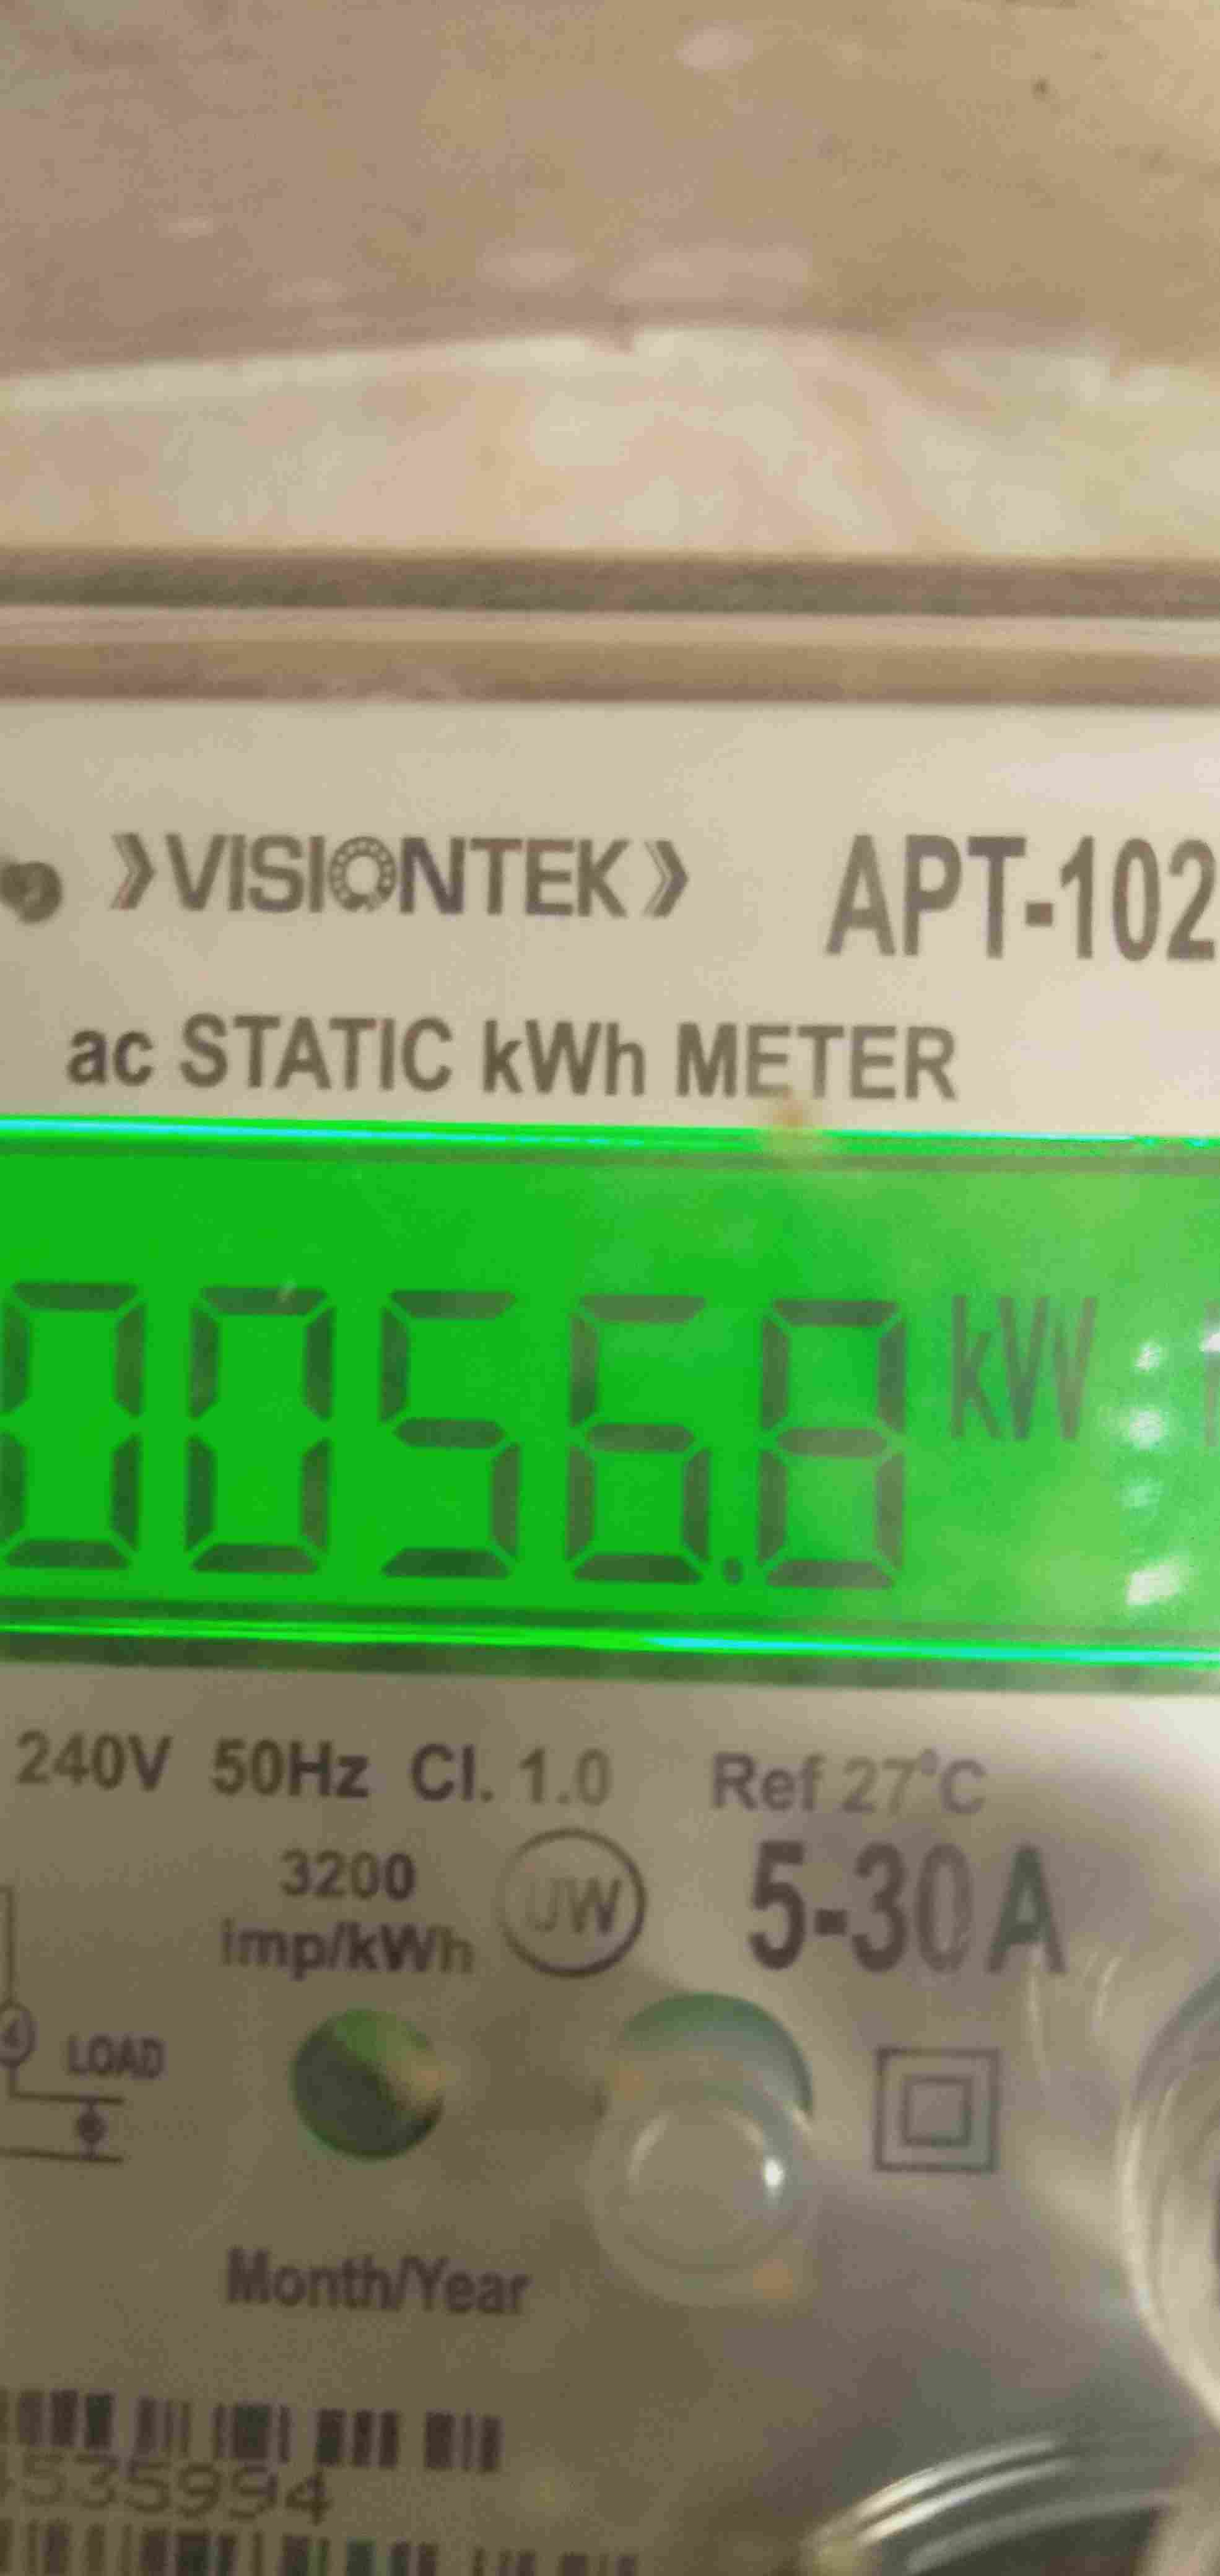 》VISIONTEK》 APT-102
ac STATIC kWh METER
0056.8 kW
240V 50Hz Cl. 1.0 Ref 27°C
3200
imp/kWh
UW
5-30A
LOAD
Month/Year
535994